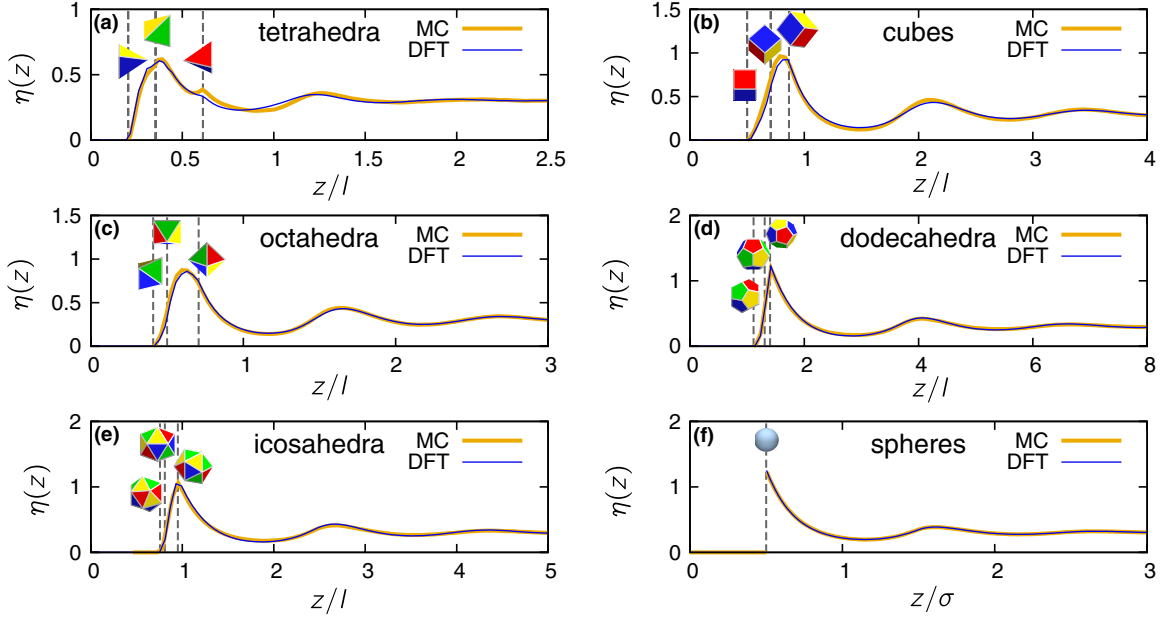 (a) tetrahedra MC DFT
1
0.5
0
η(z)
0 0.5 1 1.5 2 2.5
z/l
(b) cubes MC DFT
1.5
1
0.5
0
η(z)
0 1 2 3 4
z/l
(c) octahedra MC DFT
1.5
1
0.5
0
η(z)
0 1 2 3
z/l
(d) dodecahedra MC DFT
2
1
0
η(z)
0 2 4 6 8
z/l
(e) icosahedra MC DFT
2
1
0
η(z)
0 1 2 3 4 5
z/l
(f) spheres MC DFT
2
1
0
η(z)
0 1 2 3
z/σ